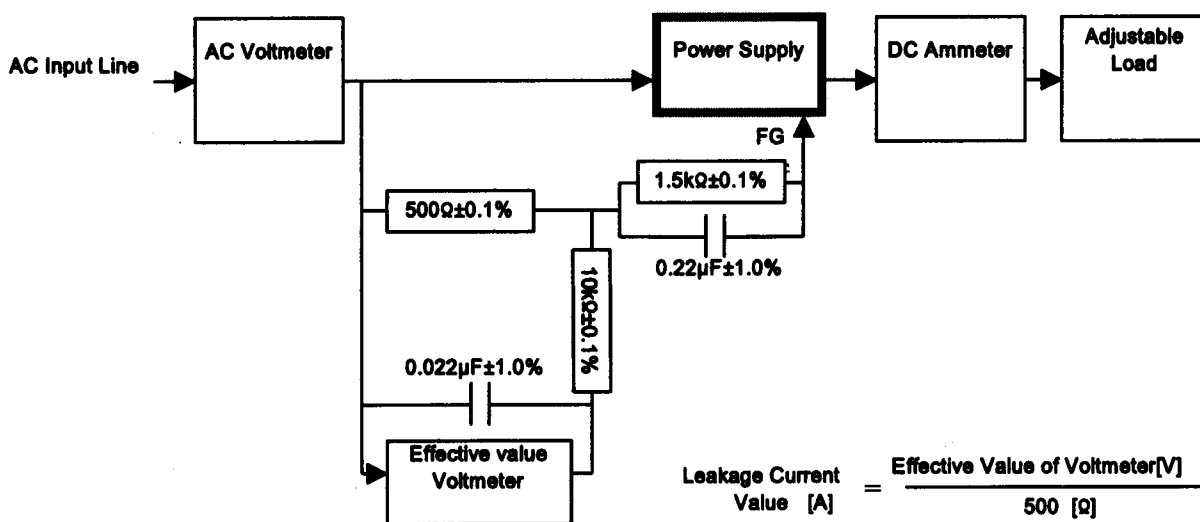 AC Input Line
AC Voltmeter
Power Supply
DC Ammeter
Adjustable
Load
FG
1.5kΩ±0.1%
500Ω±0.1%
0.22μF±1.0%
10kΩ±0.1%
0.022μF±1.0%
Effective value
Voltmeter
Leakage Current
Value [A]
=
Effective Value of Voltmeter[V]
500 [Ω]